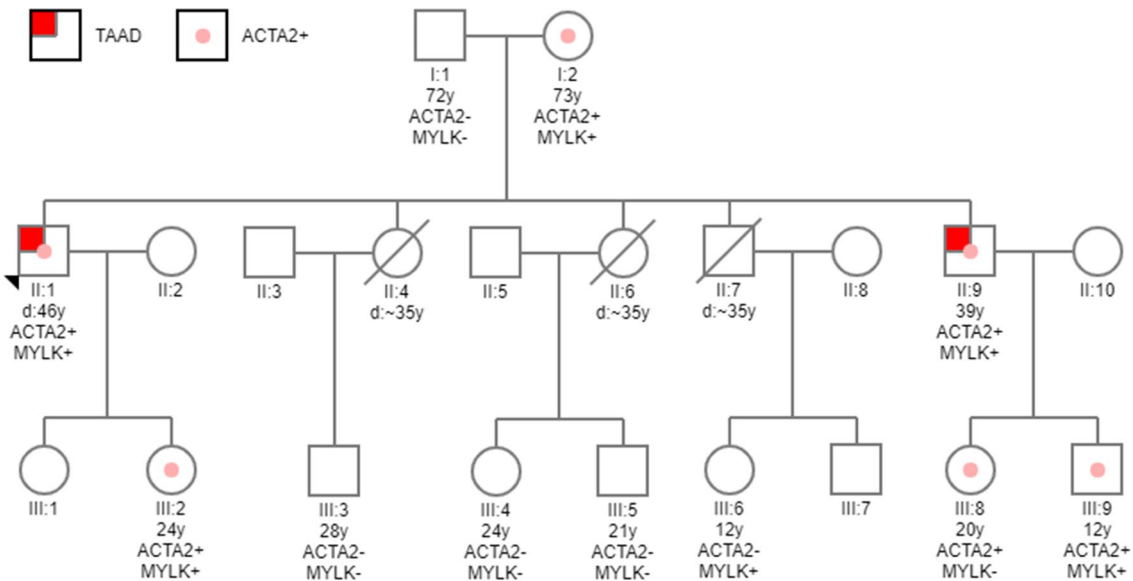 TAAD
ACTA2+
I:1
72y
ACTA2-
MYLK-
I:2
73y
ACTA2+
MYLK+
II:1
d:46y
ACTA2+
MYLK+
II:2
II:3
II:4
d:~35y
II:5
II:6
d:~35y
II:7
d:~35y
II:8
II:9
39y
ACTA2+
MYLK+
II:10
III:1
III:2
24y
ACTA2+
MYLK+
III:3
28y
ACTA2-
MYLK-
III:4
24y
ACTA2-
MYLK-
III:5
21y
ACTA2-
MYLK-
III:6
12y
ACTA2-
MYLK+
III:7
III:8
20y
ACTA2+
MYLK-
III:9
12y
ACTA2+
MYLK+